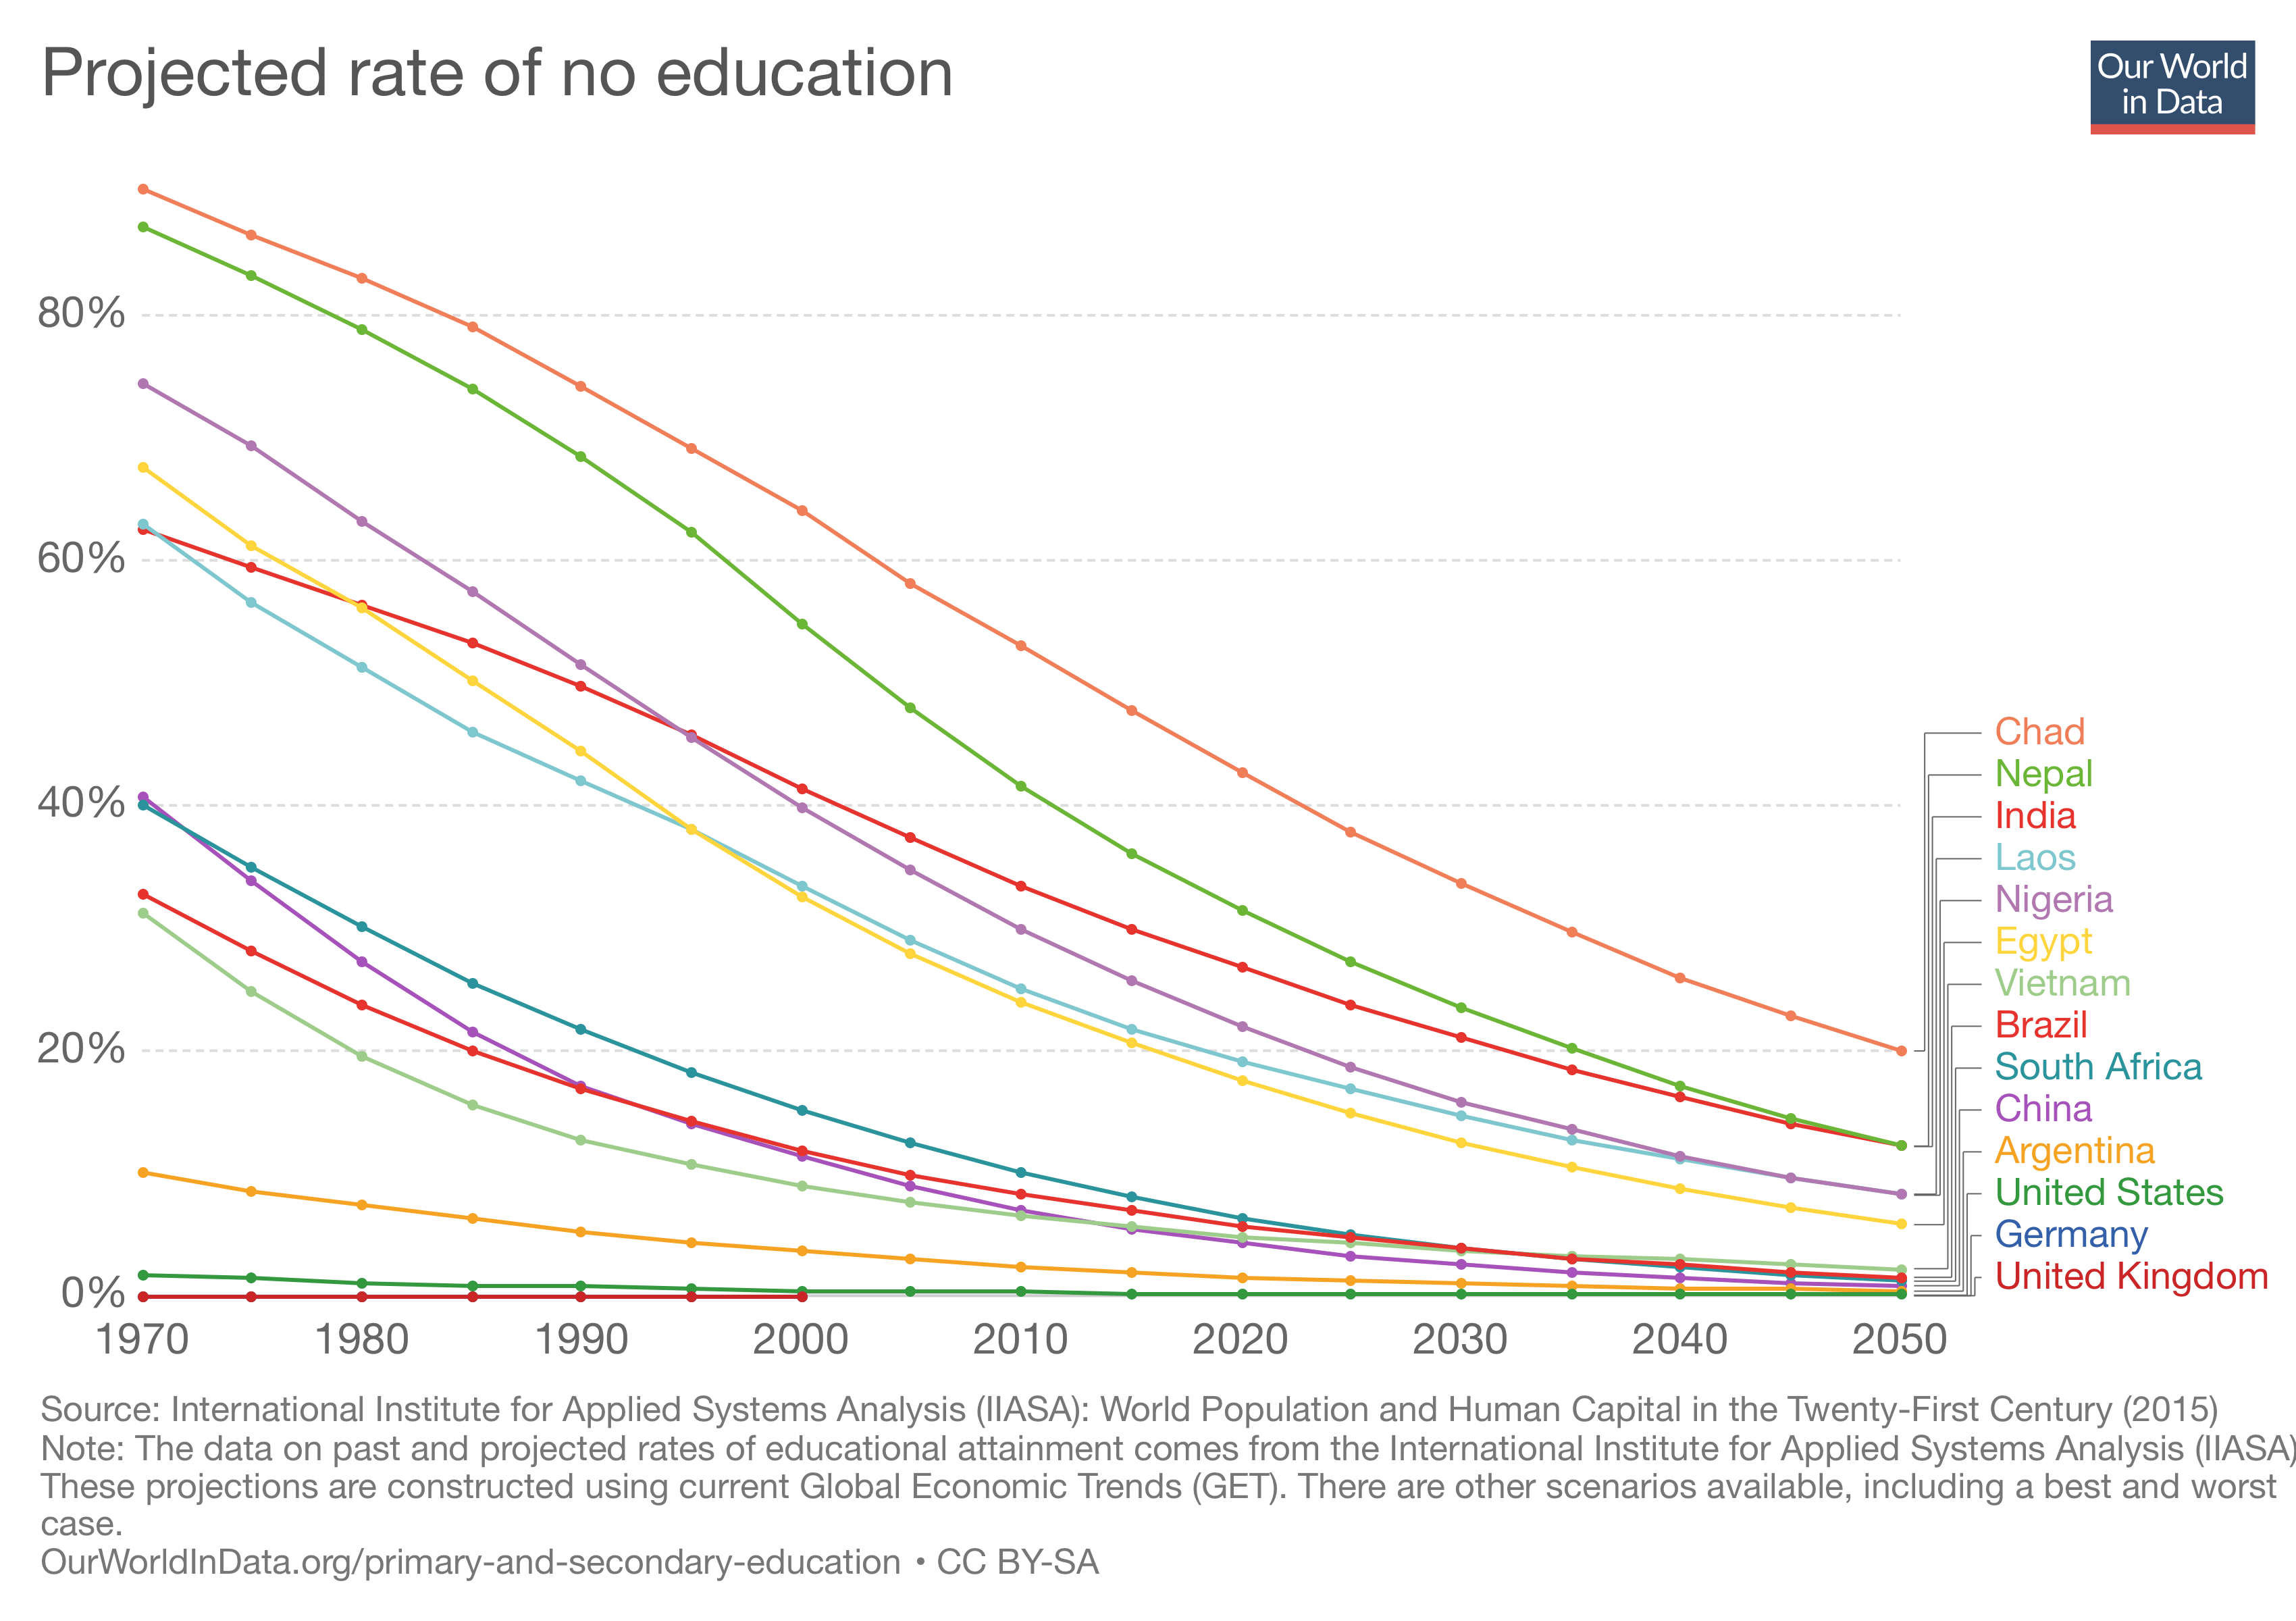 Projected rate of no education
Our World
in Data
80%
60%
40%
20%
0%
1970 1980 1990 2000 2010 2020 2030 2040 2050
Chad
Nepal
India
Laos
Nigeria
Egypt
Vietnam
Brazil
South Africa
China
Argentina
United States
Germany
United Kingdom
Source: International Institute for Applied Systems Analysis (IIASA): World Population and Human Capital in the Twenty-First Century (2015)
Note: The data on past and projected rates of educational attainment comes from the International Institute for Applied Systems Analysis (IIASA)
These projections are constructed using current Global Economic Trends (GET). There are other scenarios available, including a best and worst
case.
OurWorldInData.org/primary-and-secondary-education • CC BY-SA